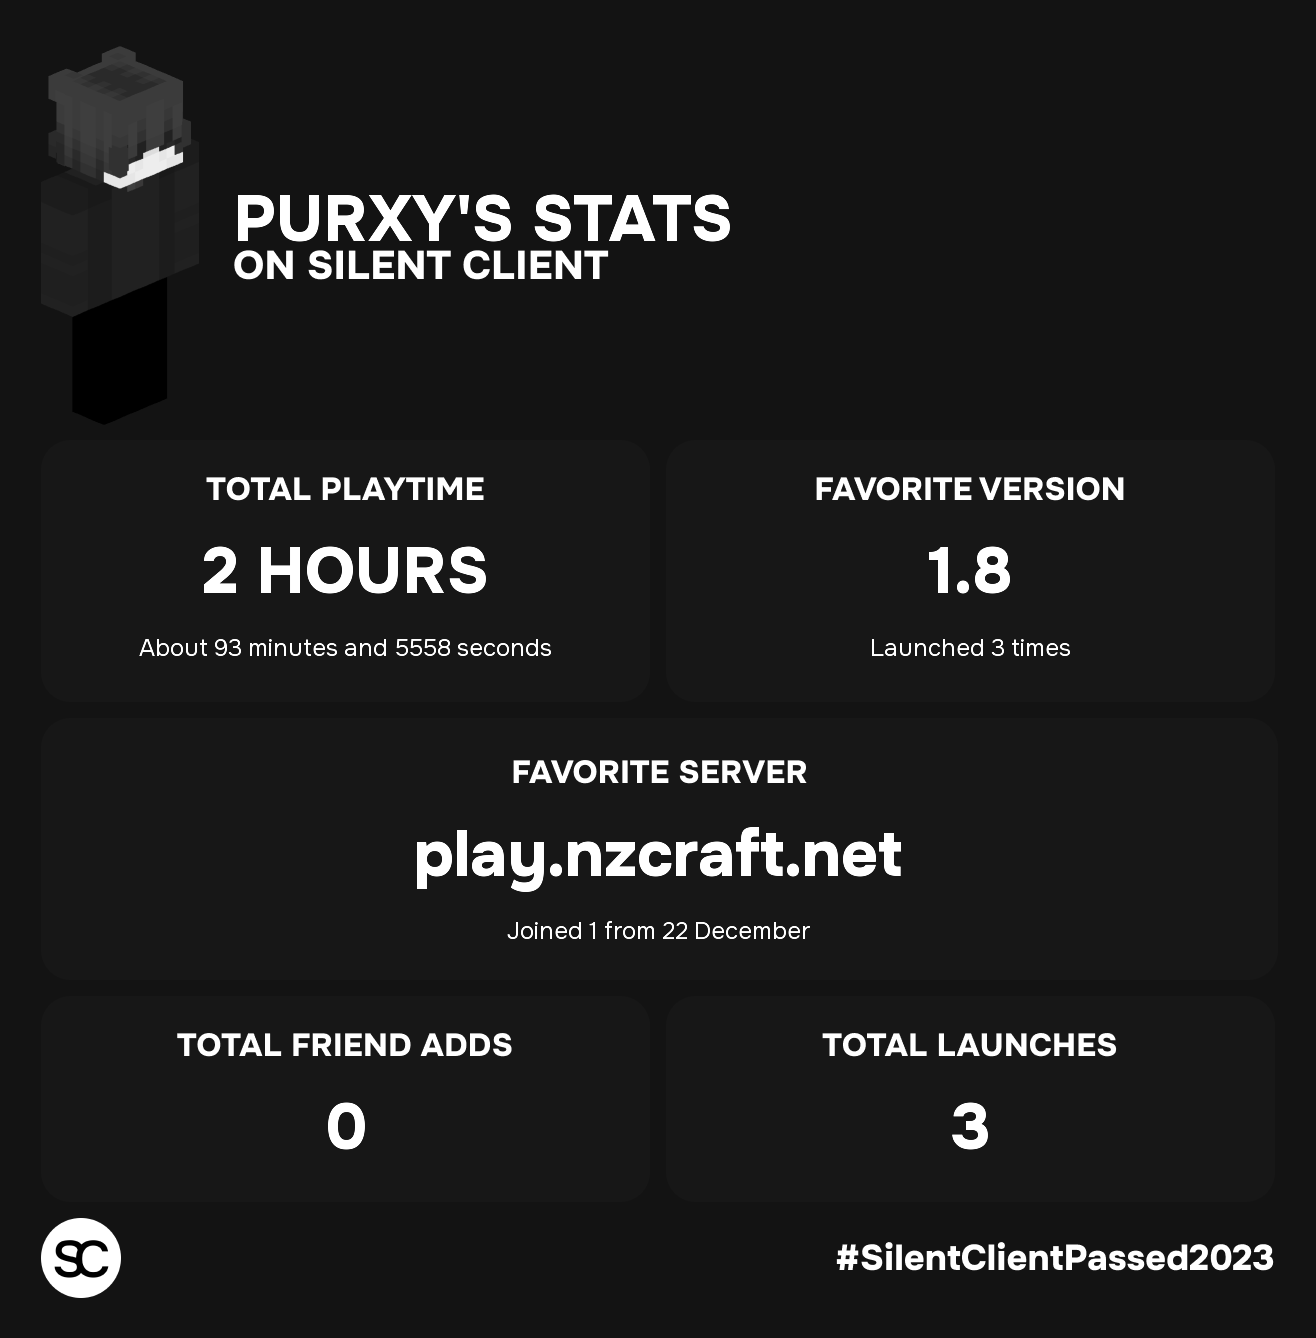 PURXY'S STATS
ON SILENT CLIENT
TOTAL PLAYTIME
2 HOURS
About 93 minutes and 5558 seconds
FAVORITE VERSION
1.8
Launched 3 times
FAVORITE SERVER
play.nzcraft.net
Joined 1 from 22 December
TOTAL FRIEND ADDS
0
TOTAL LAUNCHES
3
SC
#SilentClientPassed2023